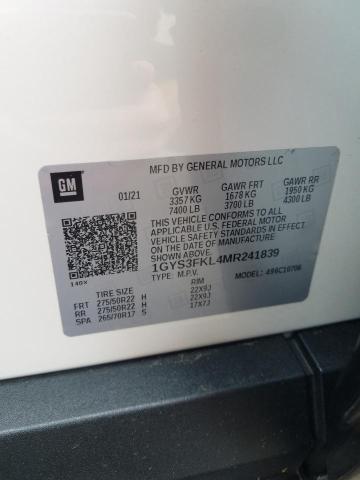 MFD BY GENERAL MOTORS LLC
GM 01/21 GVWR GAWR FRT GAWR RR
3357 KG 1678 KG 1950 KG
7400 LB 3700 LB 4300 LB
THIS VEHICLE CONFORMS TO ALL
APPLICABLE U.S. FEDERAL MOTOR
VEHICLE SAFETY STANDARDS IN EFFECT
ON THE DATE OF MANUFACTURE
SHOWN ABOVE.
1GYS3FKL4MR241839
140X TYPE: M.P.V. MODEL: 4S6C10706
TIRE SIZE RIM
FRT 275/50R22 H 22X9J
RR 275/50R22 H 22X9J
SPA 265/70R17 S 17X7J